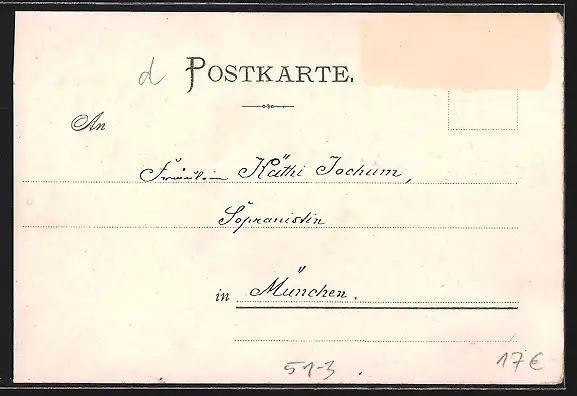 d POSTKARTE.
An
Fräulein Käthi Jochum,
Sopranistin
in München.
51-3 . 17€